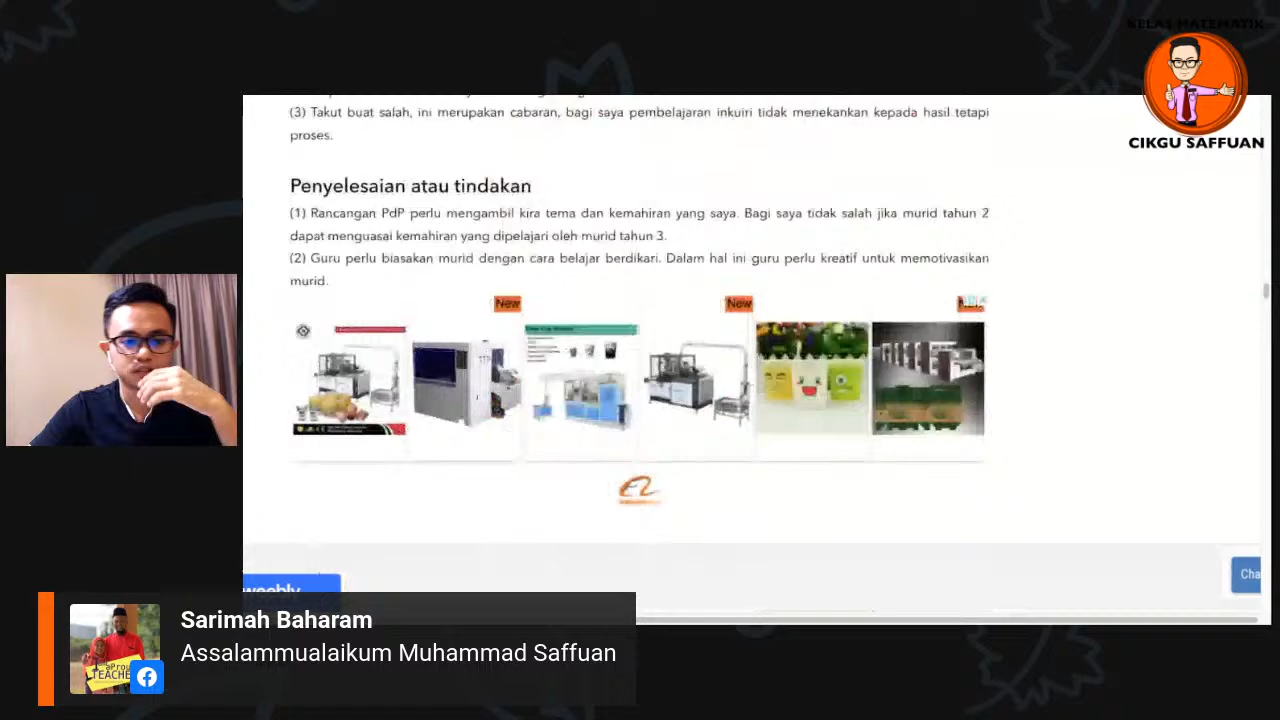 KELAS MATEMATIK
CIKGU SAFFUAN
(3) Takut buat salah, ini merupakan cabaran, bagi saya pembelajaran inkuiri tidak menekankan kepada hasil tetapi
proses.
Penyelesaian atau tindakan
(1) Rancangan PdP perlu mengambil kira tema dan kemahiran yang saya. Bagi saya tidak salah jika murid tahun 2
dapat menguasai kemahiran yang dipelajari oleh murid tahun 3.
(2) Guru perlu biasakan murid dengan cara belajar berdikari. Dalam hal ini guru perlu kreatif untuk memotivasikan
murid.
New
New
weebly
Cha
Sarimah Baharam
Assalammualaikum Muhammad Saffuan
TEACHE